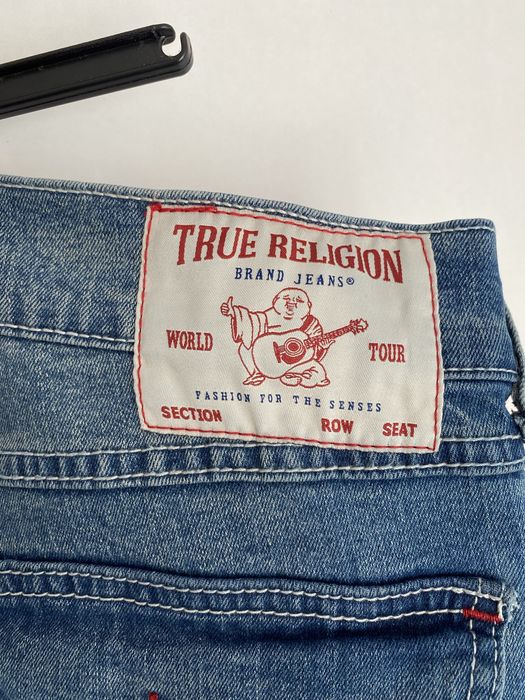 TRUE RELIGION
BRAND JEANS®
WORLD TOUR
FASHION FOR THE SENSES
SECTION ROW SEAT